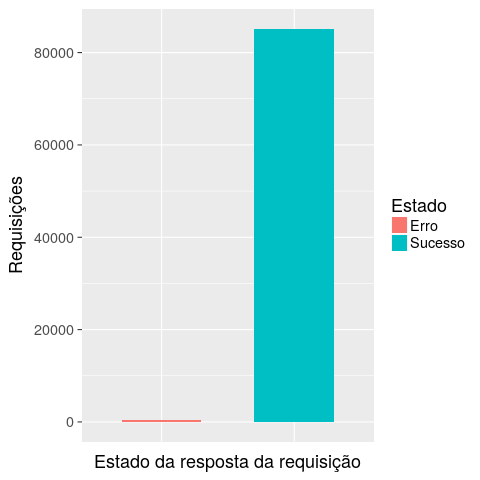 Requisições
80000
60000
40000
20000
0
Estado da resposta da requisição
Estado
Erro
Sucesso